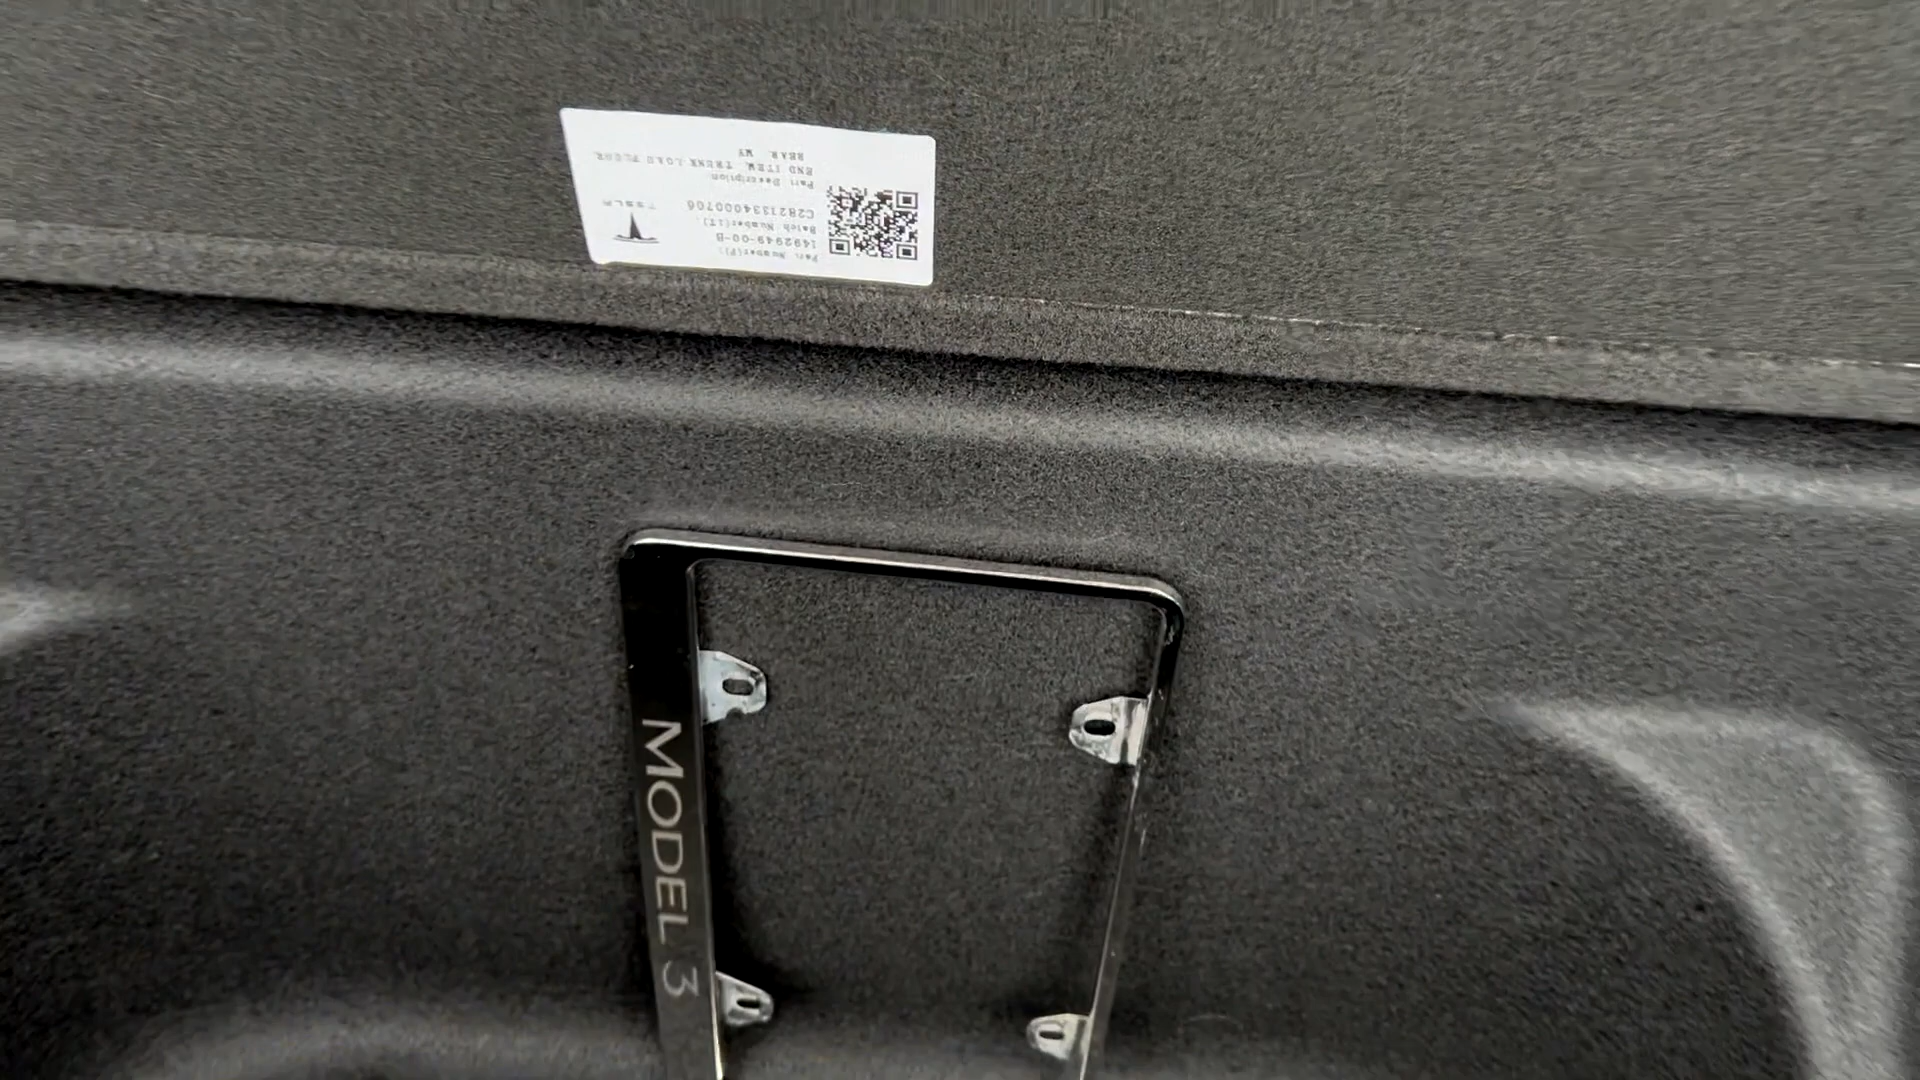 Part Number(P):
1492949-00-B
Batch Number(1T):
C2821334000706
Part Description
END ITEM, TRUNK LOAD FLOOR,
REAR, MY
TESLA
MODEL 3